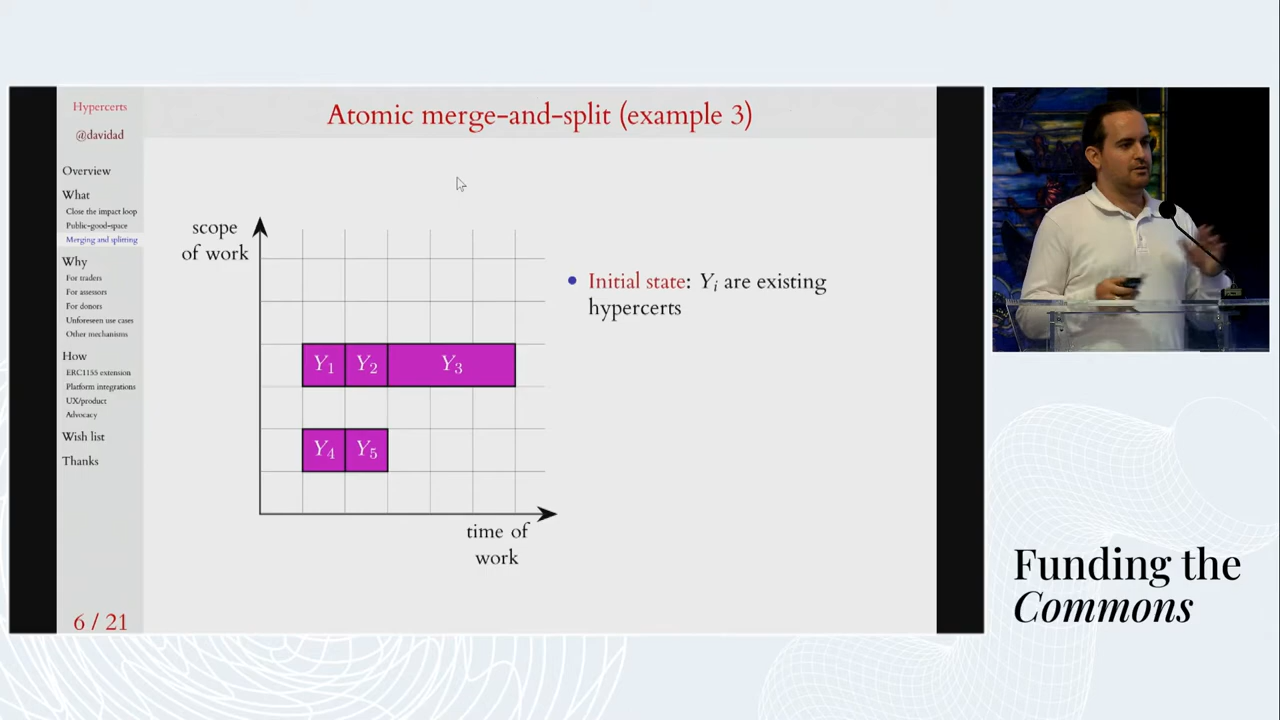 Hypercerts
@davidad
Overview
What
Close the impact loop
Public-good-space
Merging and splitting
Why
For traders
For assessors
For donors
Unforeseen use cases
Other mechanisms
How
ERC1155 extension
Platform integrations
UX/product
Advocacy
Wish list
Thanks
6 / 21
Atomic merge-and-split (example 3)
scope
of work
Y1 Y2 Y3
Y4 Y5
time of
work
• Initial state: Yi are existing
hypercerts
Funding the
Commons